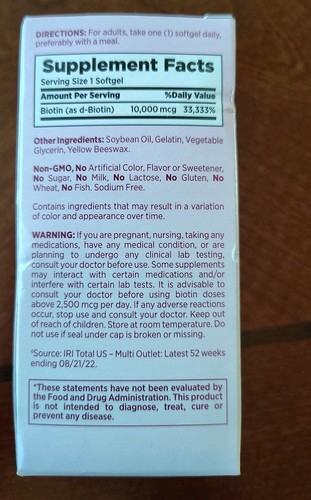 DIRECTIONS: For adults, take one (1) softgel daily,
preferably with a meal.
Supplement Facts
Serving Size 1 Softgel
Amount Per Serving %Daily Value
Biotin (as d-Biotin) 10,000 mcg 33,333%
Other Ingredients: Soybean Oil, Gelatin, Vegetable
Glycerin, Yellow Beeswax.
Non-GMO, No Artificial Color, Flavor or Sweetener,
No Sugar, No Milk, No Lactose, No Gluten, No
Wheat, No Fish. Sodium Free.
Contains ingredients that may result in a variation
of color and appearance over time.
WARNING: If you are pregnant, nursing, taking any
medications, have any medical condition, or are
planning to undergo any clinical lab testing,
consult your doctor before use. Some supplements
may interact with certain medications and/or
interfere with certain lab tests. It is advisable to
consult your doctor before using biotin doses
above 2,500 mcg per day. If any adverse reactions
occur, stop use and consult your doctor. Keep out
of reach of children. Store at room temperature. Do
not use if seal under cap is broken or missing.
°Source: IRI Total US – Multi Outlet: Latest 52 weeks
ending 08/21/22.
*These statements have not been evaluated by
the Food and Drug Administration. This product
is not intended to diagnose, treat, cure or
prevent any disease.